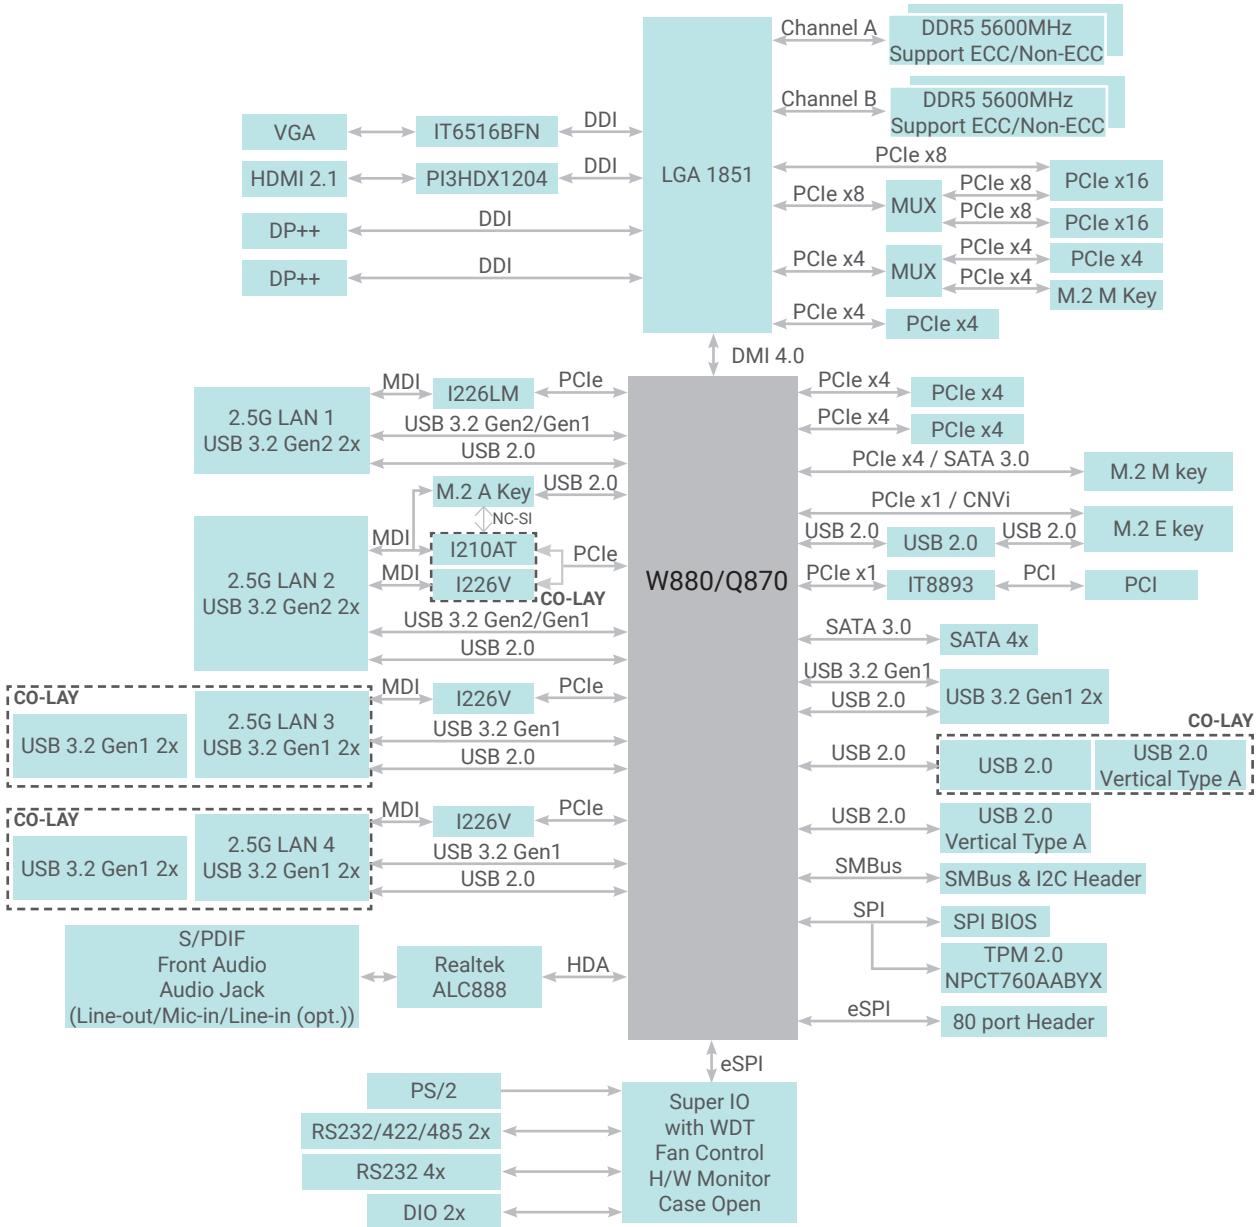 Channel A
DDR5 5600MHz
Support ECC/Non-ECC
Channel B
DDR5 5600MHz
Support ECC/Non-ECC
VGA
IT6516BFN
DDI
HDMI 2.1
PI3HDX1204
DDI
DP++
DDI
DP++
DDI
LGA 1851
PCIe x8
PCIe x16
PCIe x8
MUX
PCIe x8
PCIe x8
PCIe x16
PCIe x4
MUX
PCIe x4
PCIe x4
PCIe x4
M.2 M Key
PCIe x4
PCIe x4
DMI 4.0
2.5G LAN 1
USB 3.2 Gen2 2x
MDI
I226LM
PCIe
USB 3.2 Gen2/Gen1
USB 2.0
M.2 A Key
USB 2.0
NC-SI
2.5G LAN 2
USB 3.2 Gen2 2x
MDI
I210AT
PCIe
MDI
I226V
CO-LAY
USB 3.2 Gen2/Gen1
USB 2.0
CO-LAY
USB 3.2 Gen1 2x
2.5G LAN 3
USB 3.2 Gen1 2x
MDI
I226V
PCIe
USB 3.2 Gen1
USB 2.0
CO-LAY
USB 3.2 Gen1 2x
2.5G LAN 4
USB 3.2 Gen1 2x
MDI
I226V
PCIe
USB 3.2 Gen1
USB 2.0
S/PDIF
Front Audio
Audio Jack
(Line-out/Mic-in/Line-in (opt.))
Realtek
ALC888
HDA
W880/Q870
PCIe x4
PCIe x4
PCIe x4
PCIe x4
PCIe x4 / SATA 3.0
M.2 M key
PCIe x1 / CNVi
M.2 E key
USB 2.0
USB 2.0
USB 2.0
PCIe x1
IT8893
PCI
PCI
SATA 3.0
SATA 4x
USB 3.2 Gen1
USB 3.2 Gen1 2x
USB 2.0
CO-LAY
USB 2.0
USB 2.0
USB 2.0
Vertical Type A
USB 2.0
USB 2.0
Vertical Type A
SMBus
SMBus & I2C Header
SPI
SPI BIOS
TPM 2.0
NPCT760AABYX
eSPI
80 port Header
eSPI
PS/2
RS232/422/485 2x
RS232 4x
DIO 2x
Super IO
with WDT
Fan Control
H/W Monitor
Case Open